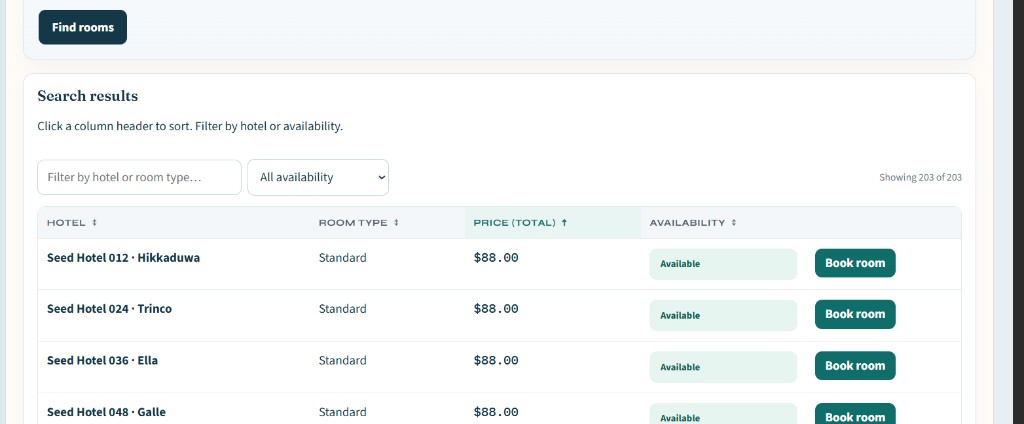 Find rooms
Search results
Click a column header to sort. Filter by hotel or availability.
Filter by hotel or room type...
All availability
Showing 203 of 203
HOTEL ↕ ROOM TYPE ↕ PRICE (TOTAL) ↑ AVAILABILITY ↕
Seed Hotel 012 · Hikkaduwa Standard $88.00 Available Book room
Seed Hotel 024 · Trinco Standard $88.00 Available Book room
Seed Hotel 036 · Ella Standard $88.00 Available Book room
Seed Hotel 048 · Galle Standard $88.00 Available Book room